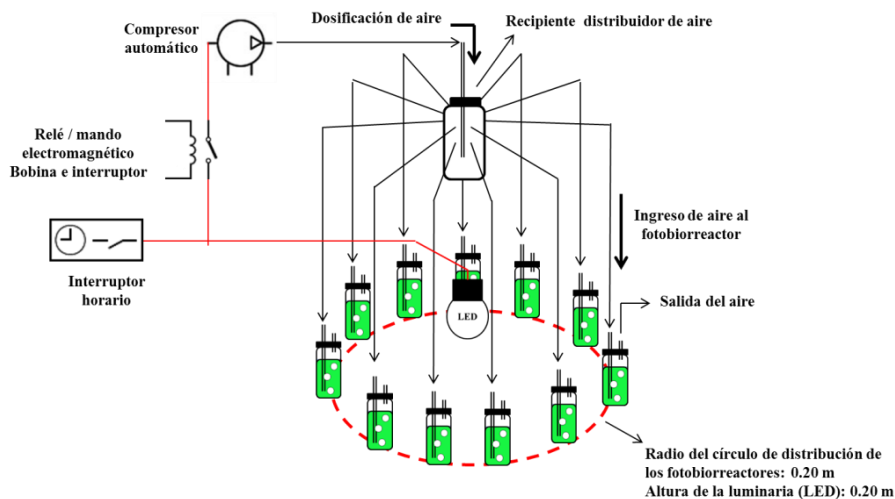 Compresor
automático
Dosificación de aire
Recipiente distribuidor de aire
Relé / mando
electromagnético
Bobina e interruptor
Ingreso de aire al
fotobiorreactor
Interruptor
horario
Salida del aire
LED
Radio del círculo de distribución de
los fotobiorreactores: 0.20 m
Altura de la luminaria (LED): 0.20 m